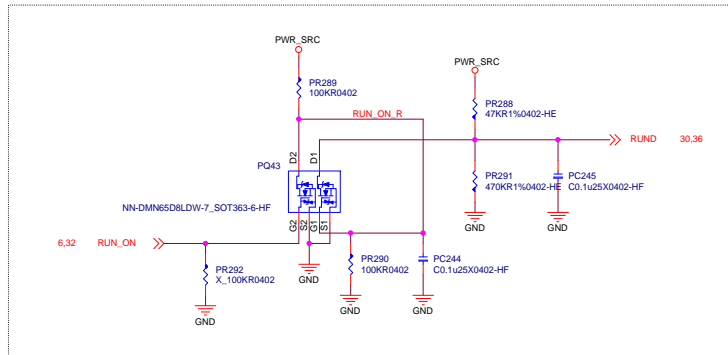 PWR_SRC
PR289
100KR0402
PWR_SRC
PR288
47KR1%0402-HE
RUN_ON_R
RUND 30,36
D2
D1
PQ43
PR291
470KR1%0402-HE
PC245
C0.1u25X0402-HF
NN-DMN65D8LDW-7_SOT363-6-HF
G2
S2
G1
S1
GND
GND
6,32 RUN_ON
PR292
X_100KR0402
GND
PR290
100KR0402
PC244
C0.1u25X0402-HF
GND
GND
GND